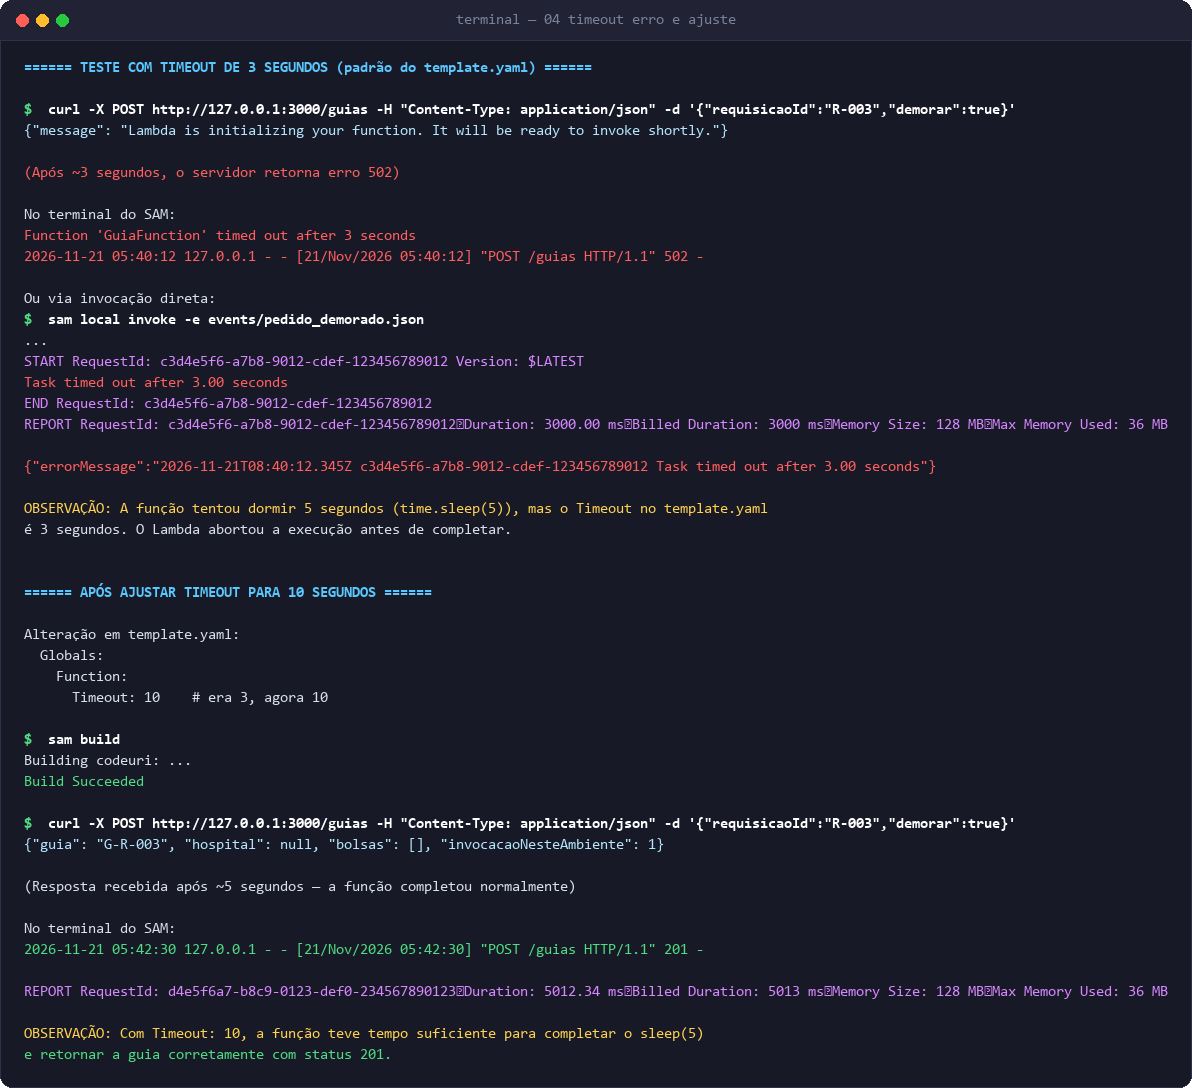 terminal — 04 timeout erro e ajuste
====== TESTE COM TIMEOUT DE 3 SEGUNDOS (padrão do template.yaml) ======
$  curl -X POST http://127.0.0.1:3000/guias -H "Content-Type: application/json" -d '{"requisicaoId":"R-003","demorar":true}'
{"message": "Lambda is initializing your function. It will be ready to invoke shortly."}
(Após ~3 segundos, o servidor retorna erro 502)
No terminal do SAM:
Function 'GuiaFunction' timed out after 3 seconds
2026-11-21 05:40:12 127.0.0.1 - - [21/Nov/2026 05:40:12] "POST /guias HTTP/1.1" 502 -
Ou via invocação direta:
$  sam local invoke -e events/pedido_demorado.json
...
START RequestId: c3d4e5f6-a7b8-9012-cdef-123456789012 Version: $LATEST
Task timed out after 3.00 seconds
END RequestId: c3d4e5f6-a7b8-9012-cdef-123456789012
REPORT RequestId: c3d4e5f6-a7b8-9012-cdef-123456789012 Duration: 3000.00 ms Billed Duration: 3000 ms Memory Size: 128 MB Max Memory Used: 36 MB
{"errorMessage":"2026-11-21T08:40:12.345Z c3d4e5f6-a7b8-9012-cdef-123456789012 Task timed out after 3.00 seconds"}
OBSERVAÇÃO: A função tentou dormir 5 segundos (time.sleep(5)), mas o Timeout no template.yaml
é 3 segundos. O Lambda abortou a execução antes de completar.
====== APÓS AJUSTAR TIMEOUT PARA 10 SEGUNDOS ======
Alteração em template.yaml:
  Globals:
    Function:
      Timeout: 10    # era 3, agora 10
$  sam build
Building codeuri: ...
Build Succeeded
$  curl -X POST http://127.0.0.1:3000/guias -H "Content-Type: application/json" -d '{"requisicaoId":"R-003","demorar":true}'
{"guia": "G-R-003", "hospital": null, "bolsas": [], "invocacaoNesteAmbiente": 1}
(Resposta recebida após ~5 segundos — a função completou normalmente)
No terminal do SAM:
2026-11-21 05:42:30 127.0.0.1 - - [21/Nov/2026 05:42:30] "POST /guias HTTP/1.1" 201 -
REPORT RequestId: d4e5f6a7-b8c9-0123-def0-234567890123 Duration: 5012.34 ms Billed Duration: 5013 ms Memory Size: 128 MB Max Memory Used: 36 MB
OBSERVAÇÃO: Com Timeout: 10, a função teve tempo suficiente para completar o sleep(5)
e retornar a guia corretamente com status 201.